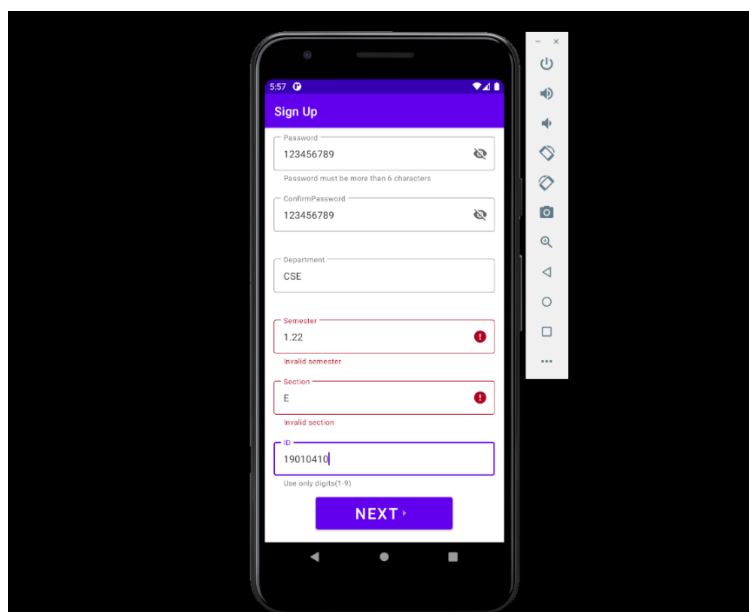 5:57
Sign Up
Password
123456789
Password must be more than 6 characters
ConfirmPassword
123456789
Department
CSE
Semester
1.22
Invalid semester
Section
E
Invalid section
ID
19010410
Use only digits(1-9)
NEXT